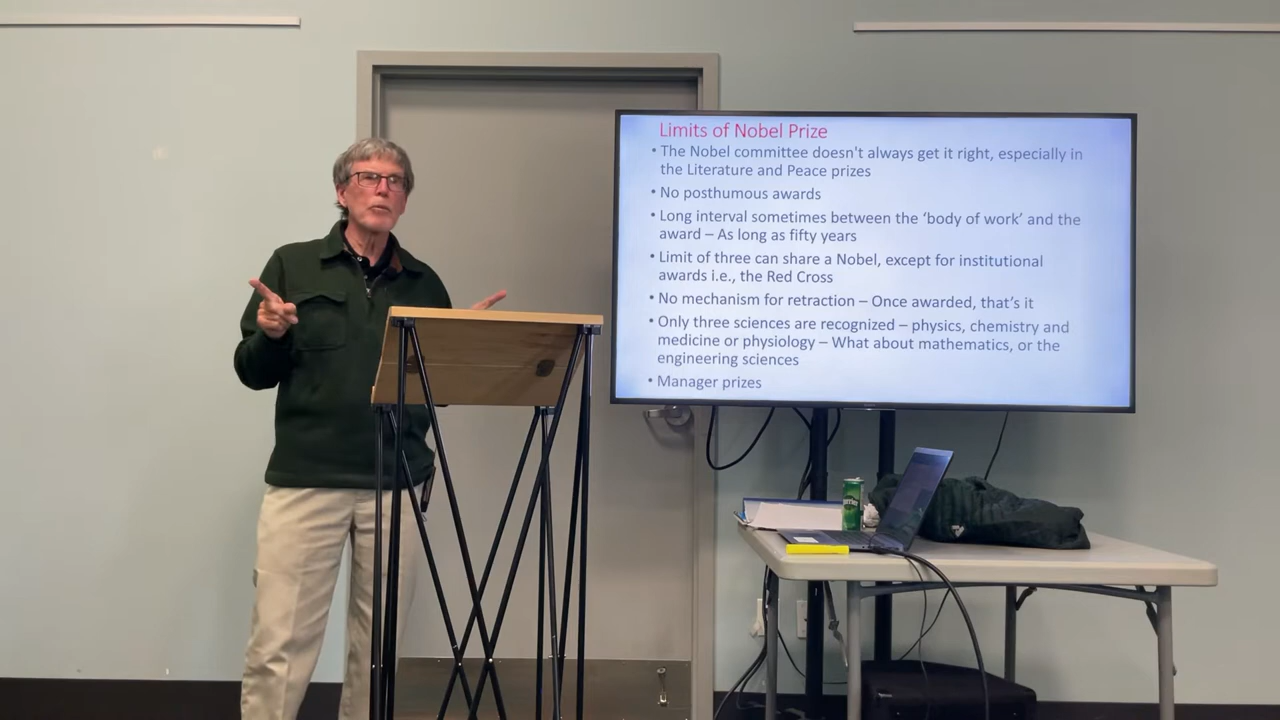 Limits of Nobel Prize
• The Nobel committee doesn't always get it right, especially in
the Literature and Peace prizes
• No posthumous awards
• Long interval sometimes between the ‘body of work’ and the
award – As long as fifty years
• Limit of three can share a Nobel, except for institutional
awards i.e., the Red Cross
• No mechanism for retraction – Once awarded, that’s it
• Only three sciences are recognized – physics, chemistry and
medicine or physiology – What about mathematics, or the
engineering sciences
• Manager prizes